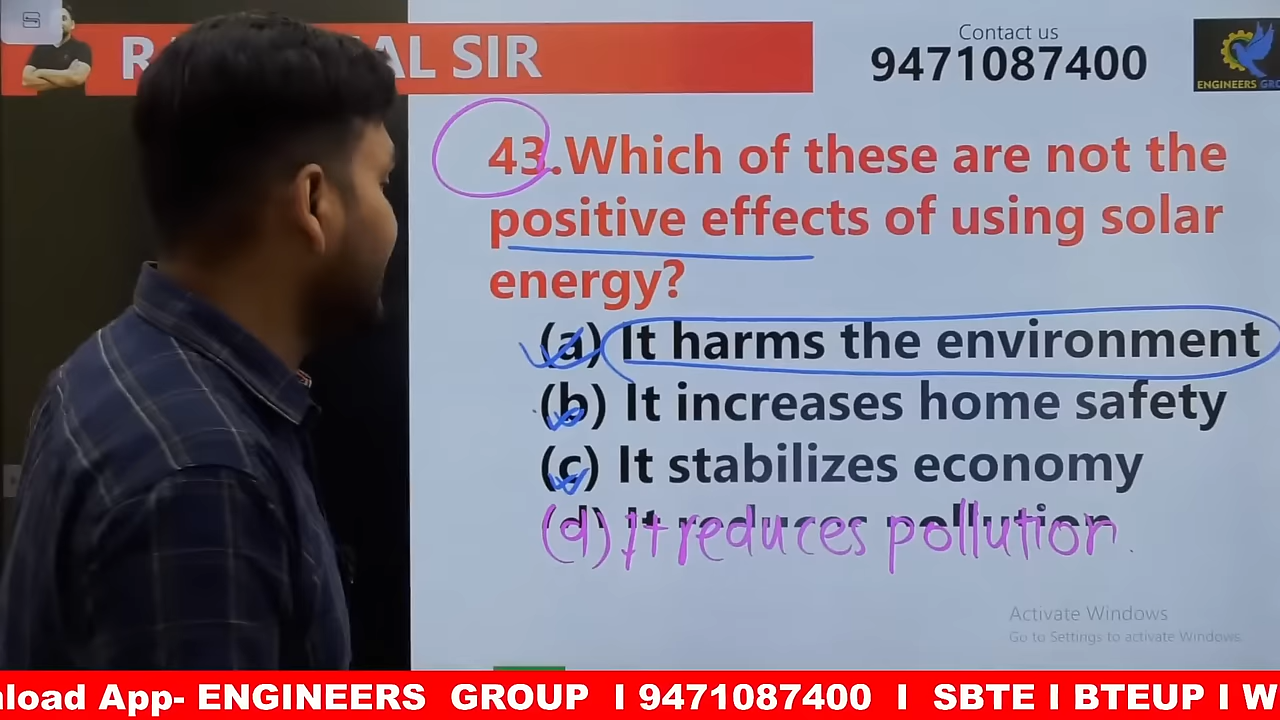 AL SIR
Contact us
9471087400
ENGINEERS
43.Which of these are not the
positive effects of using solar
energy?
(a) It harms the environment
(b) It increases home safety
(c) It stabilizes economy
(d) It reduces pollution.
Activate Windows
Go to Settings to activate Windows.
nload App- ENGINEERS GROUP I 9471087400 I SBTE I BTEUP I W